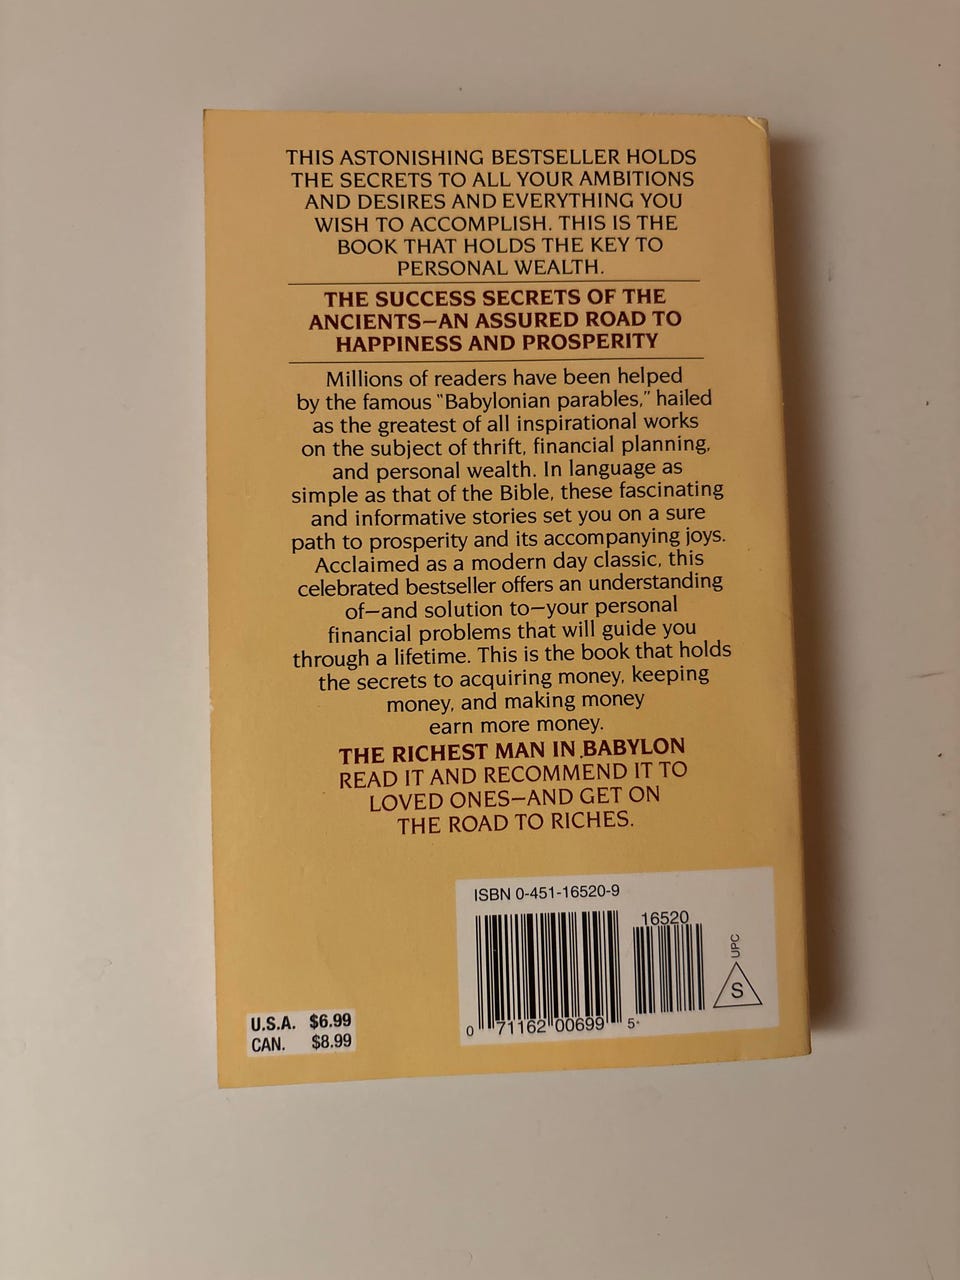 THIS ASTONISHING BESTSELLER HOLDS
THE SECRETS TO ALL YOUR AMBITIONS
AND DESIRES AND EVERYTHING YOU
WISH TO ACCOMPLISH. THIS IS THE
BOOK THAT HOLDS THE KEY TO
PERSONAL WEALTH.
THE SUCCESS SECRETS OF THE
ANCIENTS—AN ASSURED ROAD TO
HAPPINESS AND PROSPERITY
Millions of readers have been helped
by the famous "Babylonian parables," hailed
as the greatest of all inspirational works
on the subject of thrift, financial planning,
and personal wealth. In language as
simple as that of the Bible, these fascinating
and informative stories set you on a sure
path to prosperity and its accompanying joys.
Acclaimed as a modern day classic, this
celebrated bestseller offers an understanding
of—and solution to—your personal
financial problems that will guide you
through a lifetime. This is the book that holds
the secrets to acquiring money, keeping
money, and making money
earn more money.
THE RICHEST MAN IN BABYLON
READ IT AND RECOMMEND IT TO
LOVED ONES—AND GET ON
THE ROAD TO RICHES.
ISBN 0-451-16520-9
16520
UPC
S
0 71162 00699 5
U.S.A. $6.99
CAN. $8.99